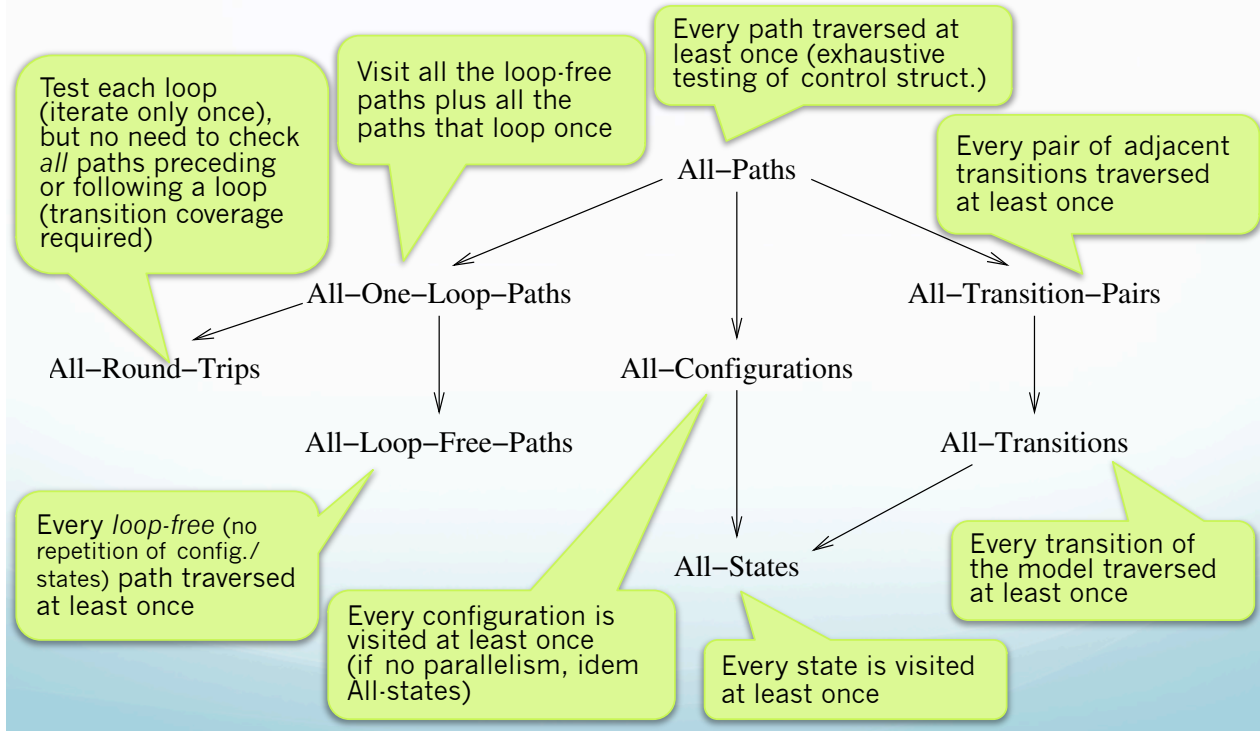 Test each loop
(iterate only once),
but no need to check
all paths preceding
or following a loop
(transition coverage
required)
Visit all the loop-free
paths plus all the
paths that loop once
Every path traversed at
least once (exhaustive
testing of control struct.)
Every pair of adjacent
transitions traversed
at least once
All–Paths
All–One–Loop–Paths
All–Transition–Pairs
All–Round–Trips
All–Configurations
All–Loop–Free–Paths
All–Transitions
All–States
Every loop-free (no
repetition of config./
states) path traversed
at least once
Every configuration is
visited at least once
(if no parallelism, idem
All-states)
Every state is visited
at least once
Every transition of
the model traversed
at least once